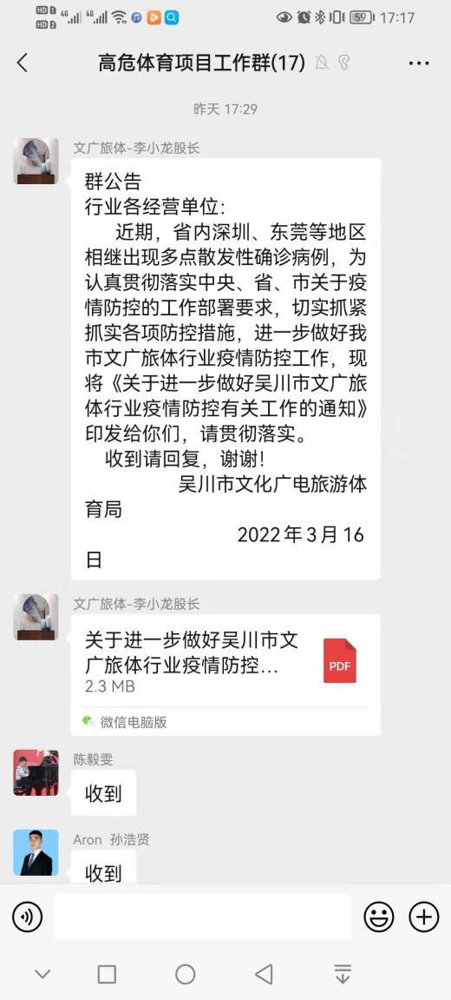 HD 1
HD 2
4G
4G
59
17:17
高危体育项目工作群(17)
昨天 17:29
文广旅体-李小龙股长
群公告
行业各经营单位：
近期，省内深圳、东莞等地区
相继出现多点散发性确诊病例，为
认真贯彻落实中央、省、市关于疫
情防控的工作部署要求，切实抓紧
抓实各项防控措施，进一步做好我
市文广旅体行业疫情防控工作，现
将《关于进一步做好吴川市文广旅
体行业疫情防控有关工作的通知》
印发给你们，请贯彻落实。
收到请回复，谢谢！
吴川市文化广电旅游体
育局
2022年3月16
日
文广旅体-李小龙股长
关于进一步做好吴川市文
广旅体行业疫情防控...
2.3 MB
PDF
微信电脑版
陈毅雯
收到
Aron 孙浩贤
收到